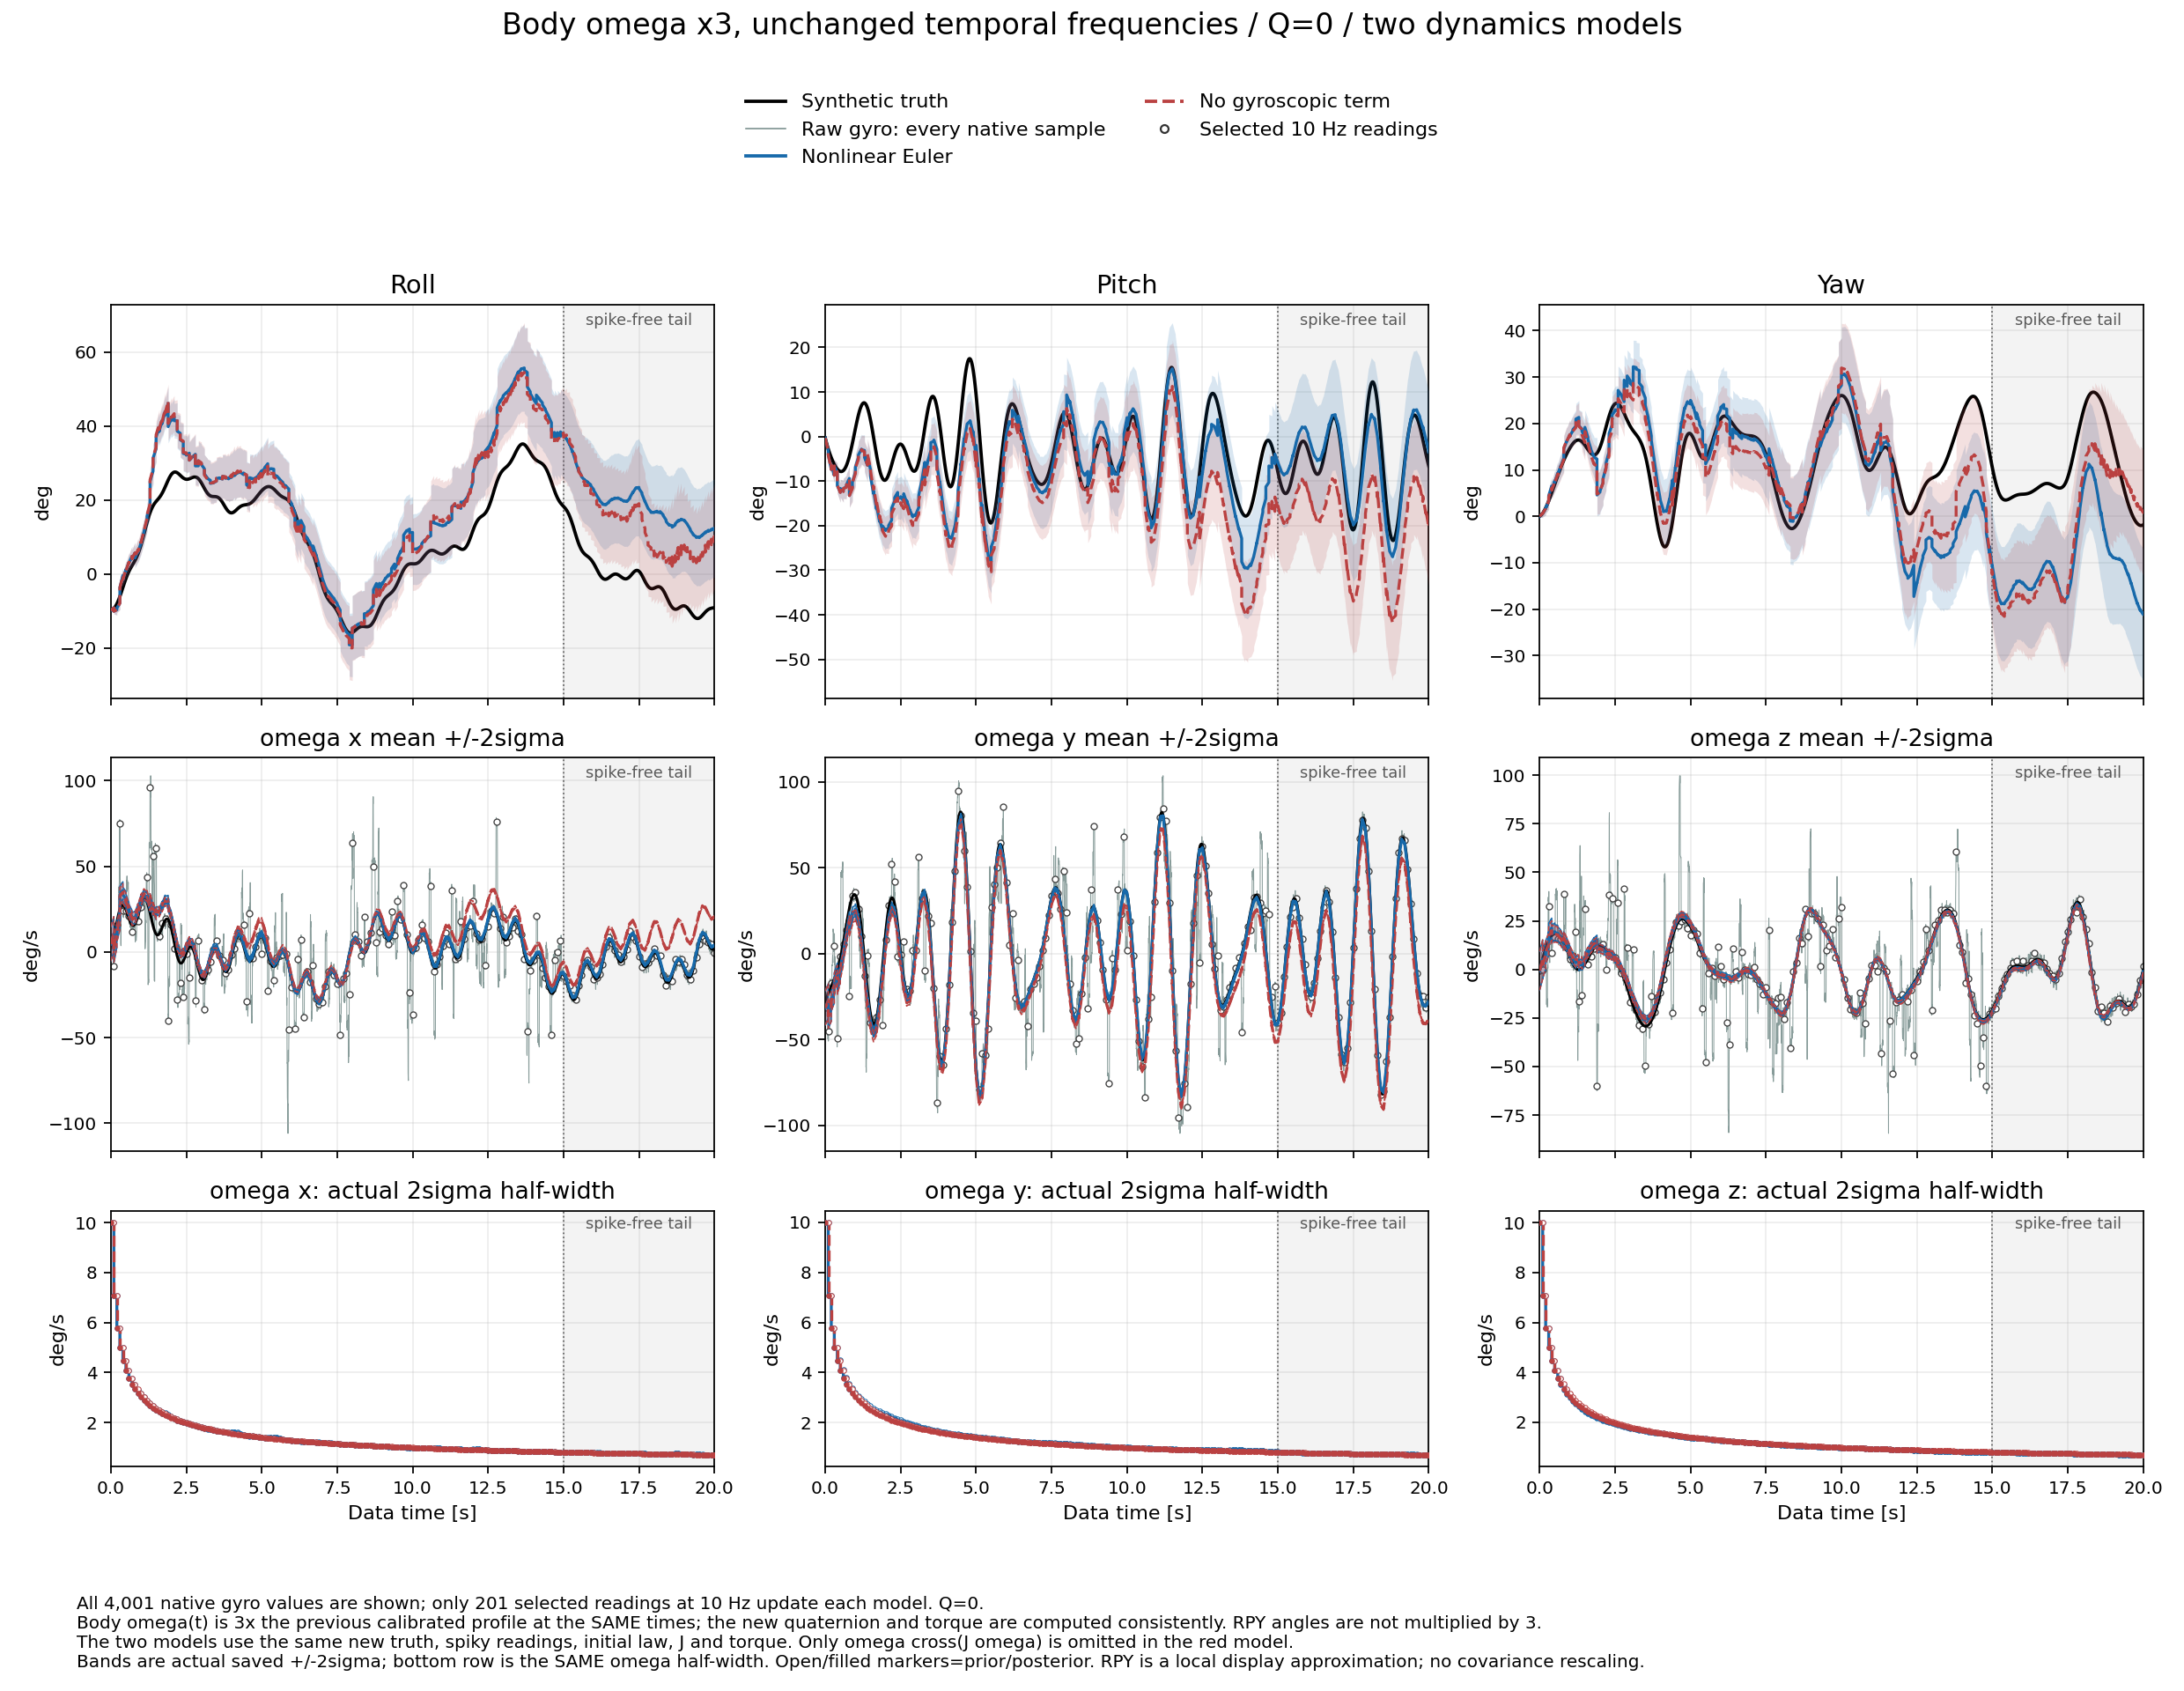 Body omega x3, unchanged temporal frequencies / Q=0 / two dynamics models
Synthetic truth
Raw gyro: every native sample
Nonlinear Euler
No gyroscopic term
Selected 10 Hz readings
Roll
Pitch
Yaw
spike-free tail
spike-free tail
spike-free tail
deg
60
40
20
0
−20
deg
20
10
0
−10
−20
−30
−40
−50
deg
40
30
20
10
0
−10
−20
−30
omega x mean +/-2sigma
omega y mean +/-2sigma
omega z mean +/-2sigma
spike-free tail
spike-free tail
spike-free tail
deg/s
100
50
0
−50
−100
deg/s
100
50
0
−50
−100
deg/s
100
75
50
25
0
−25
−50
−75
omega x: actual 2sigma half-width
omega y: actual 2sigma half-width
omega z: actual 2sigma half-width
spike-free tail
spike-free tail
spike-free tail
deg/s
10
8
6
4
2
deg/s
10
8
6
4
2
deg/s
10
8
6
4
2
0.0 2.5 5.0 7.5 10.0 12.5 15.0 17.5 20.0
0.0 2.5 5.0 7.5 10.0 12.5 15.0 17.5 20.0
0.0 2.5 5.0 7.5 10.0 12.5 15.0 17.5 20.0
Data time [s]
Data time [s]
Data time [s]
All 4,001 native gyro values are shown; only 201 selected readings at 10 Hz update each model. Q=0.
Body omega(t) is 3x the previous calibrated profile at the SAME times; the new quaternion and torque are computed consistently. RPY angles are not multiplied by 3.
The two models use the same new truth, spiky readings, initial law, J and torque. Only omega cross(J omega) is omitted in the red model.
Bands are actual saved +/-2sigma; bottom row is the SAME omega half-width. Open/filled markers=prior/posterior. RPY is a local display approximation; no covariance rescaling.